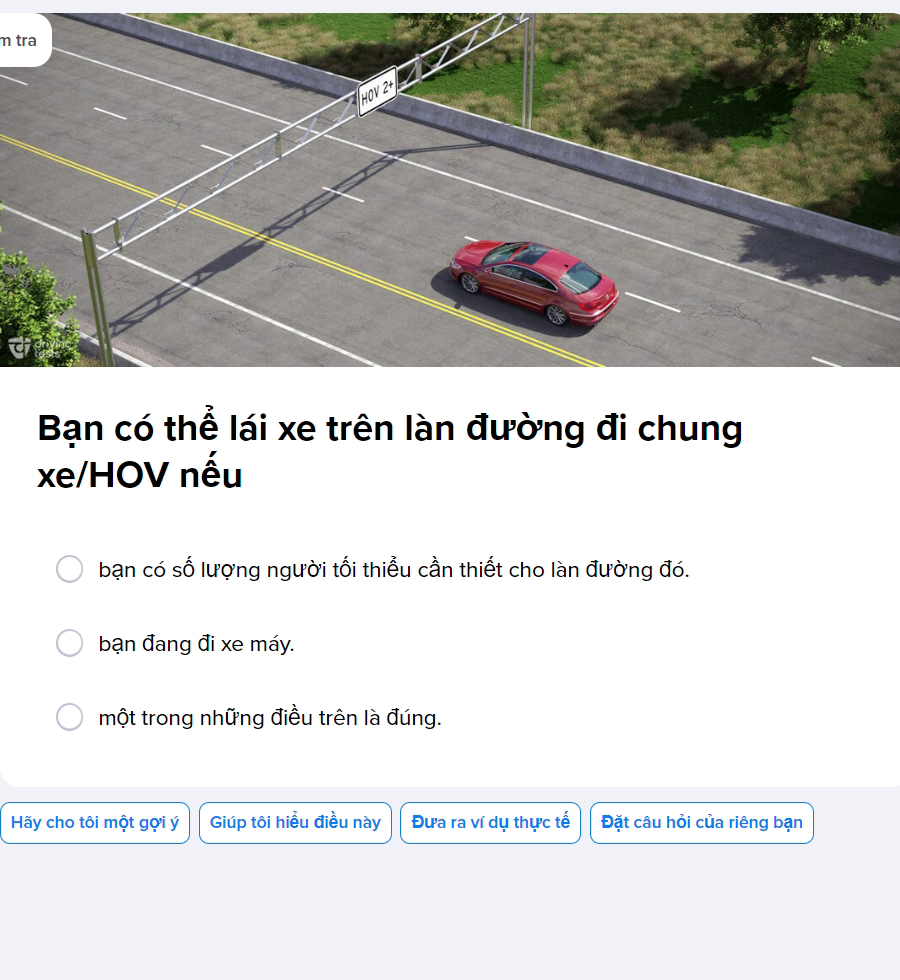 m tra
HOV 2+
driving
tests
Bạn có thể lái xe trên làn đường đi chung
xe/HOV nếu
bạn có số lượng người tối thiểu cần thiết cho làn đường đó.
bạn đang đi xe máy.
một trong những điều trên là đúng.
Hãy cho tôi một gợi ý
Giúp tôi hiểu điều này
Đưa ra ví dụ thực tế
Đặt câu hỏi của riêng bạn